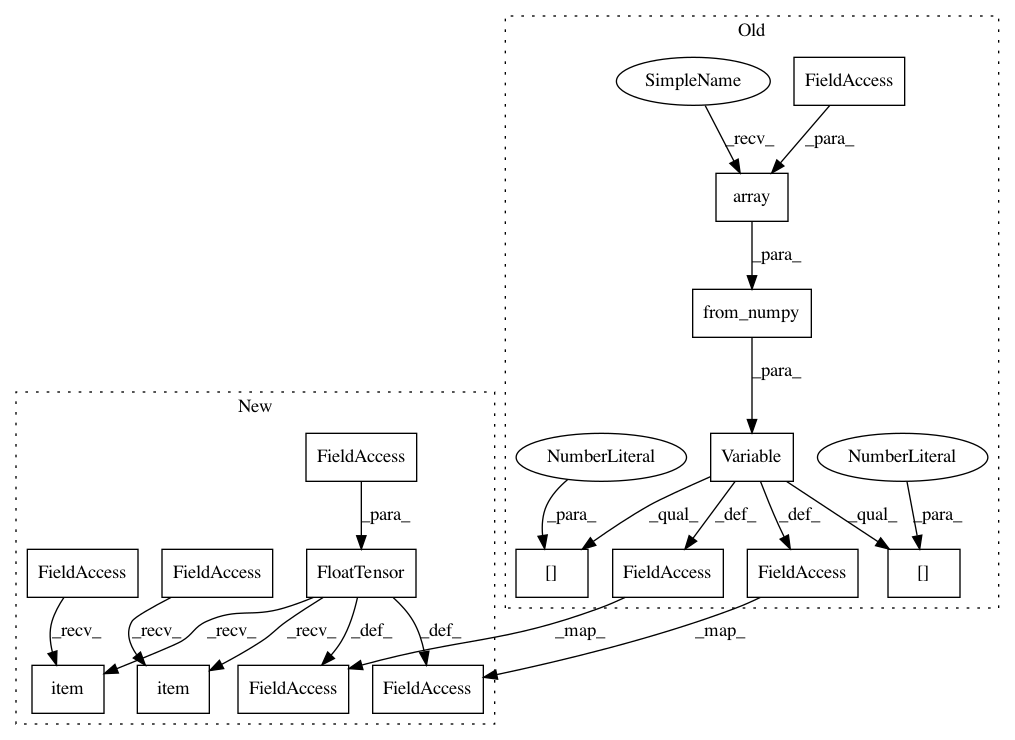 Old
SimpleName
FieldAccess
_recv_
_para_
array
_para_
from_numpy
_para_
New
FieldAccess
NumberLiteral
Variable
NumberLiteral
_para_
_para_
_qual_
_def_
_def_
_qual_
_para_
FieldAccess
FieldAccess
FloatTensor
[]
FieldAccess
FieldAccess
[]
_recv_
_recv_
_recv_
_recv_
_def_
_def_
_map_
_map_
item
item
FieldAccess
FieldAccess